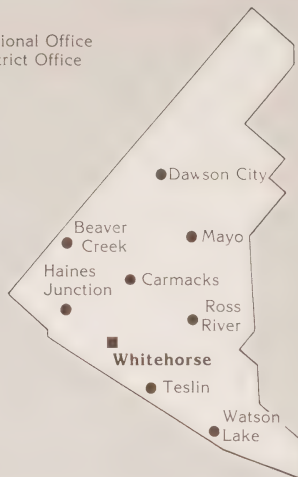 ional Office
trict Office
Dawson City
Beaver
Creek
Mayo
Haines
Junction
Carmacks
Ross
River
Whitehorse
Teslin
Watson
Lake